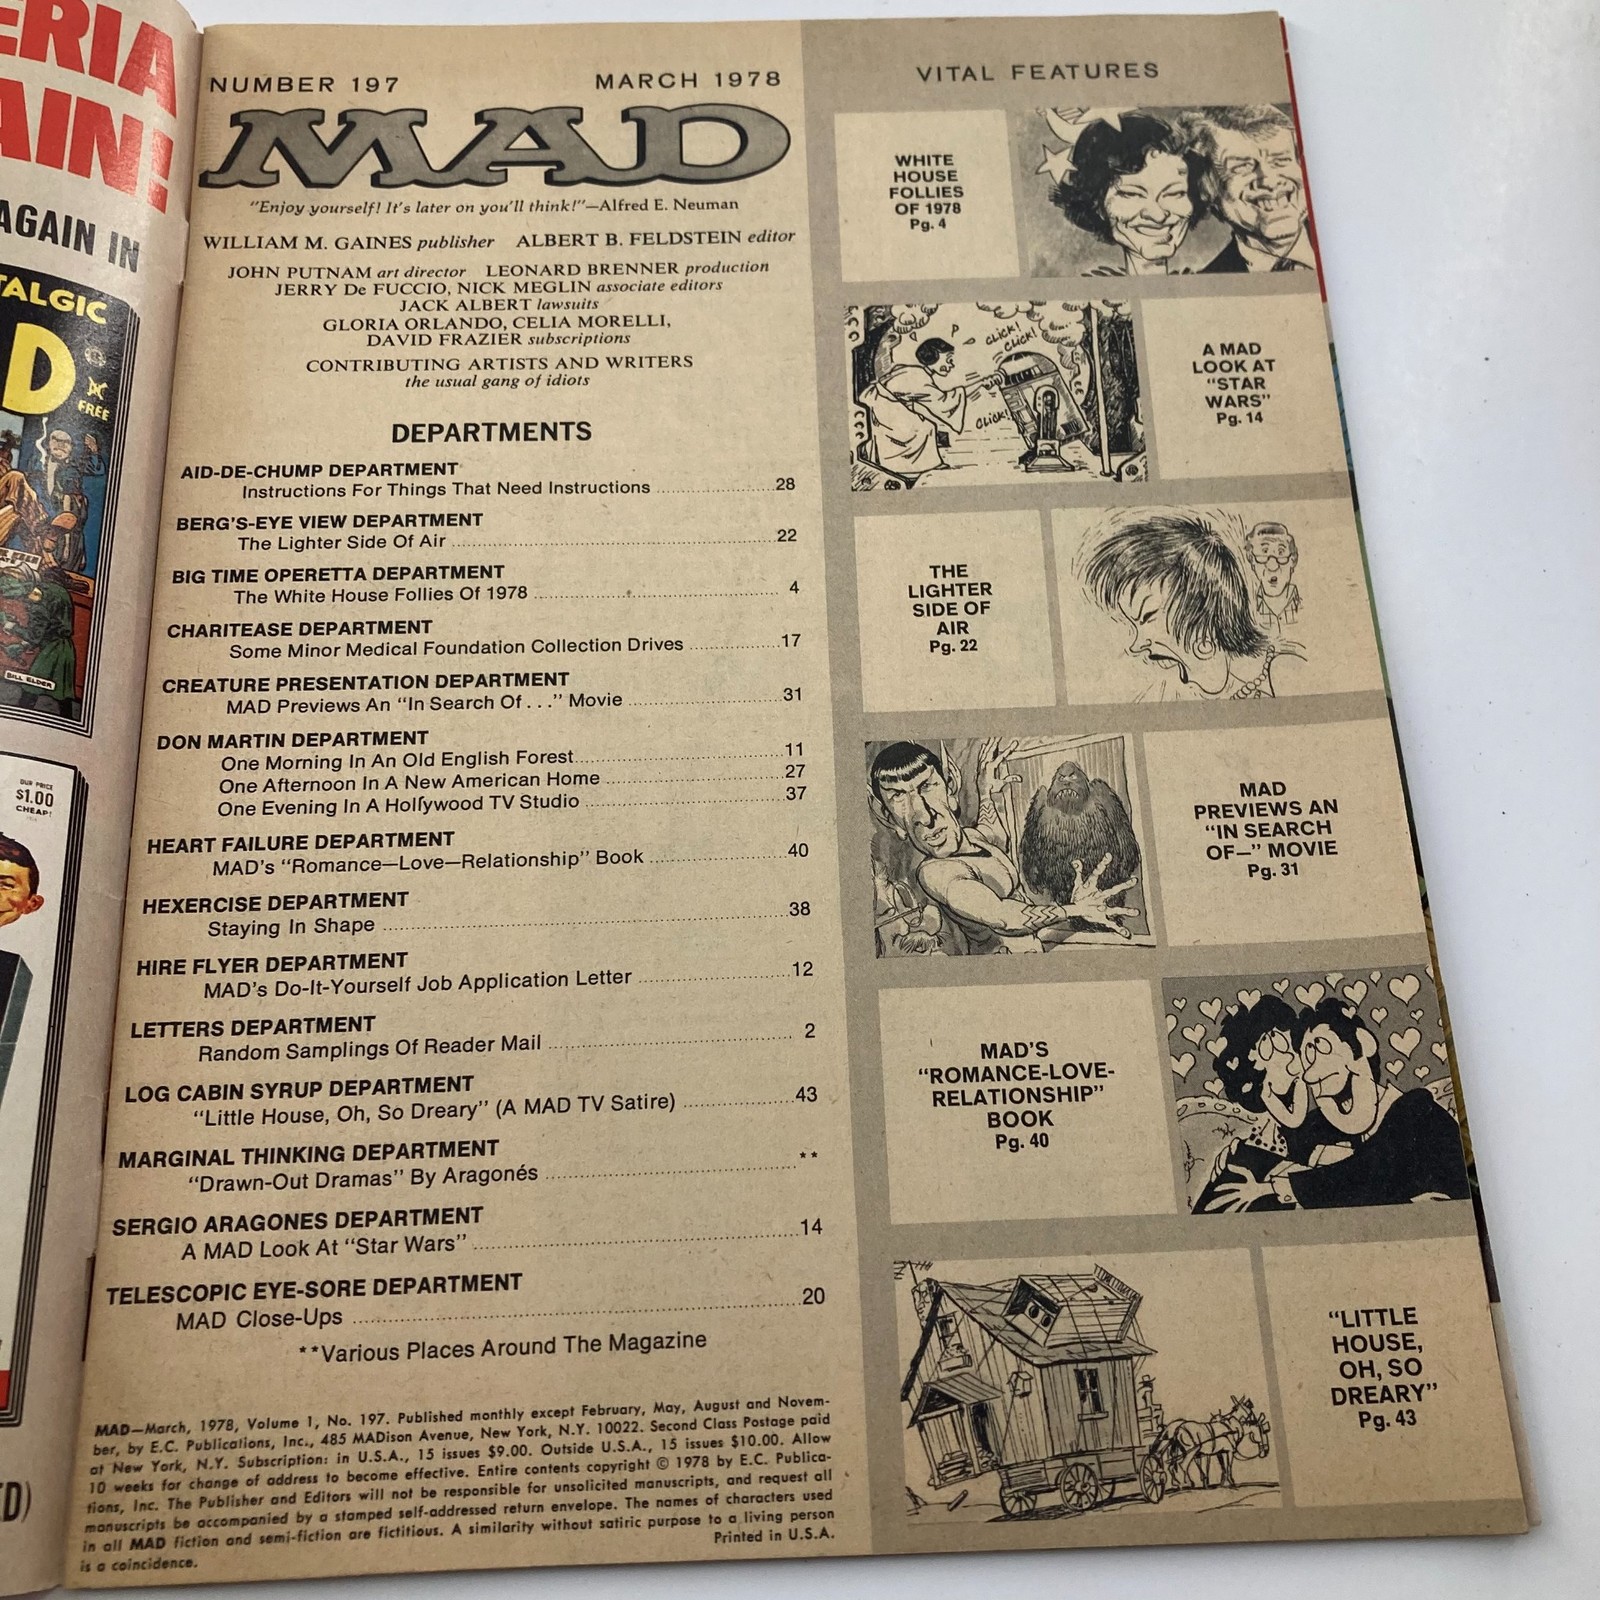 ERIA
AIN!
AGAIN IN
TALGIC
D
FREE
BILL ELDER
OUR PRICE
$1.00
CHEAP!
ED)
NUMBER 197 MARCH 1978
MAD
"Enjoy yourself! It's later on you'll think!"—Alfred E. Neuman
WILLIAM M. GAINES publisher ALBERT B. FELDSTEIN editor
JOHN PUTNAM art director LEONARD BRENNER production
JERRY De FUCCIO, NICK MEGLIN associate editors
JACK ALBERT lawsuits
GLORIA ORLANDO, CELIA MORELLI,
DAVID FRAZIER subscriptions
CONTRIBUTING ARTISTS AND WRITERS
the usual gang of idiots
DEPARTMENTS
AID-DE-CHUMP DEPARTMENT
Instructions For Things That Need Instructions 28
BERG'S-EYE VIEW DEPARTMENT
The Lighter Side Of Air 22
BIG TIME OPERETTA DEPARTMENT
The White House Follies Of 1978 4
CHARITEASE DEPARTMENT
Some Minor Medical Foundation Collection Drives 17
CREATURE PRESENTATION DEPARTMENT
MAD Previews An "In Search Of . . ." Movie 31
DON MARTIN DEPARTMENT
One Morning In An Old English Forest 11
One Afternoon In A New American Home 27
One Evening In A Hollywood TV Studio 37
HEART FAILURE DEPARTMENT
MAD's "Romance—Love—Relationship" Book 40
HEXERCISE DEPARTMENT
Staying In Shape 38
HIRE FLYER DEPARTMENT
MAD's Do-It-Yourself Job Application Letter 12
LETTERS DEPARTMENT
Random Samplings Of Reader Mail 2
LOG CABIN SYRUP DEPARTMENT
"Little House, Oh, So Dreary" (A MAD TV Satire) 43
MARGINAL THINKING DEPARTMENT
"Drawn-Out Dramas" By Aragonés **
SERGIO ARAGONES DEPARTMENT
A MAD Look At "Star Wars" 14
TELESCOPIC EYE-SORE DEPARTMENT
MAD Close-Ups 20
**Various Places Around The Magazine
MAD—March, 1978, Volume 1, No. 197. Published monthly except February, May, August and Novem-
ber, by E.C. Publications, Inc., 485 MADison Avenue, New York, N.Y. 10022. Second Class Postage paid
at New York, N.Y. Subscription: in U.S.A., 15 issues $9.00. Outside U.S.A., 15 issues $10.00. Allow
10 weeks for change of address to become effective. Entire contents copyright © 1978 by E.C. Publica-
tions, Inc. The Publisher and Editors will not be responsible for unsolicited manuscripts, and request all
manuscripts be accompanied by a stamped self-addressed return envelope. The names of characters used
in all MAD fiction and semi-fiction are fictitious. A similarity without satiric purpose to a living person
is a coincidence. Printed in U.S.A.
VITAL FEATURES
WHITE
HOUSE
FOLLIES
OF 1978
Pg. 4
CLICK!
CLICK!
CLICK!
A MAD
LOOK AT
"STAR
WARS"
Pg. 14
THE
LIGHTER
SIDE OF
AIR
Pg. 22
MAD
PREVIEWS AN
"IN SEARCH
OF—" MOVIE
Pg. 31
MAD'S
"ROMANCE-LOVE-
RELATIONSHIP"
BOOK
Pg. 40
"LITTLE
HOUSE,
OH, SO
DREARY"
Pg. 43